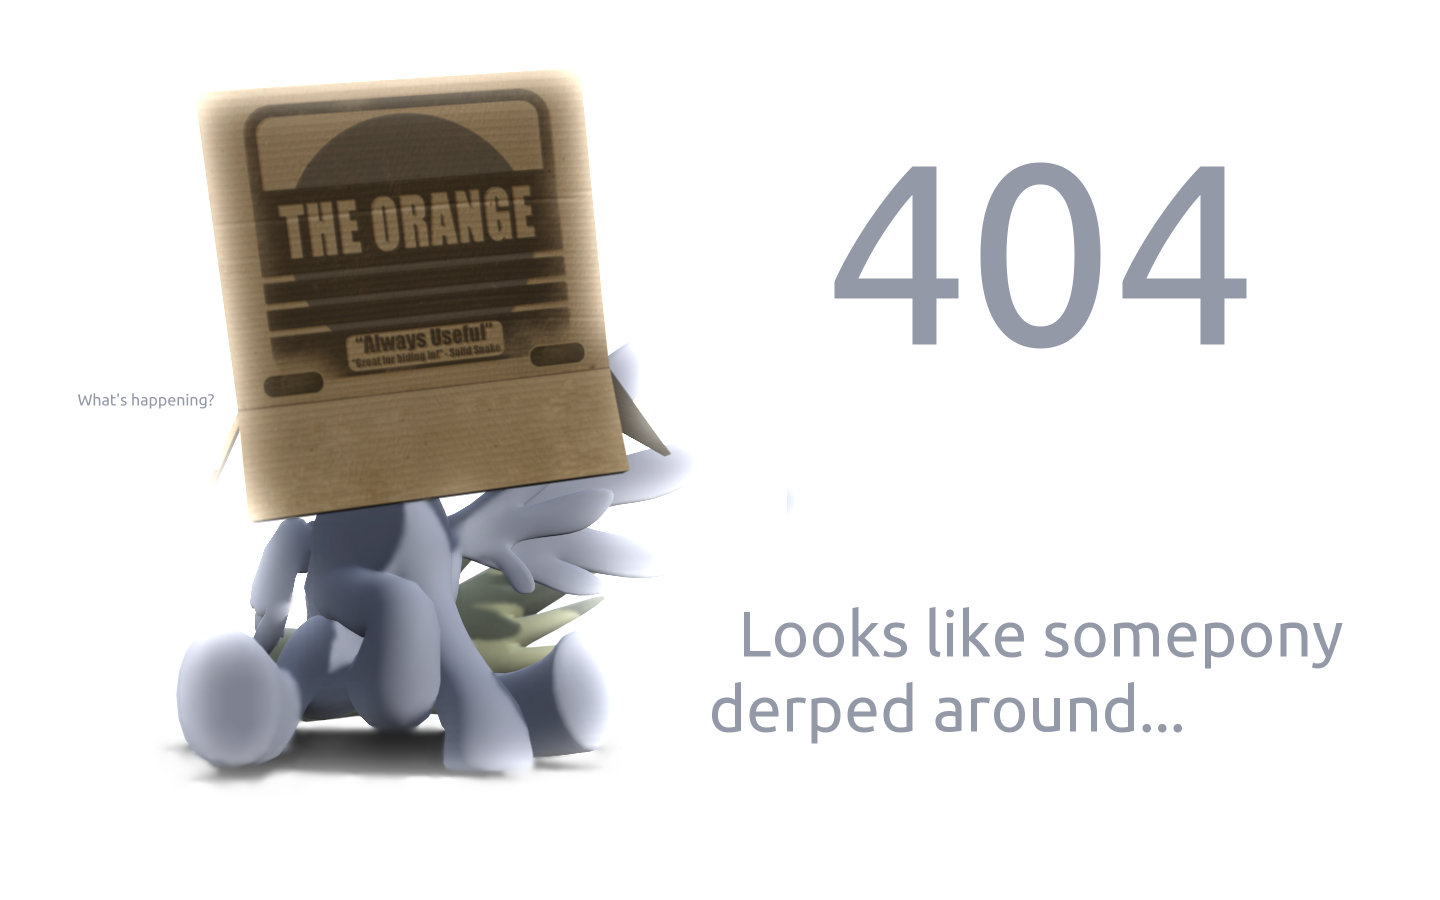 THE ORANGE
"Always Useful"
"Great for hiding in!" - Solid Snake
What's happening?
404
Looks like somepony
derped around...